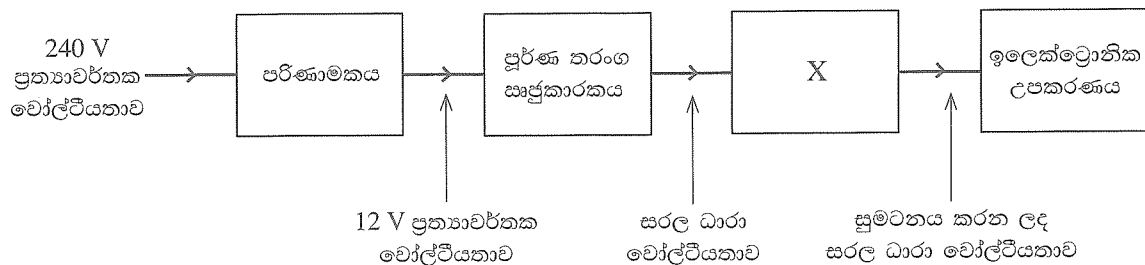 240 V
ප්‍රත්‍යාවර්තක
වෝල්ටීයතාව
පරිණාමකය
පූර්ණ තරංග
ඍජුකාරකය
X
ඉලෙක්ට්‍රොනික
උපකරණය
12 V ප්‍රත්‍යාවර්තක
වෝල්ටීයතාව
සරල ධාරා
වෝල්ටීයතාව
සුමටනය කරන ලද
සරල ධාරා වෝල්ටීයතාව